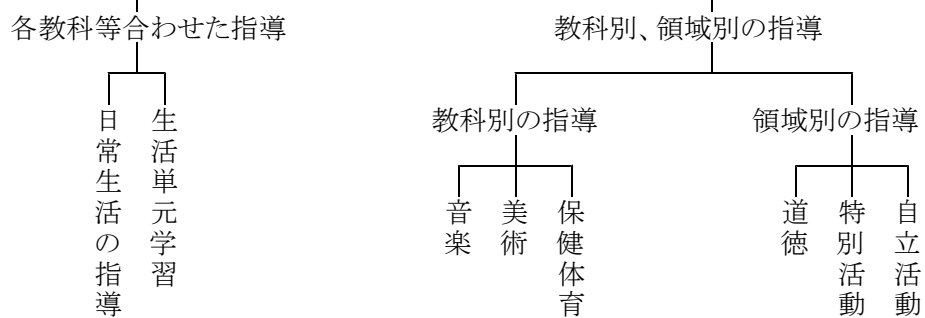 各教科等合わせた指導
教科別、領域別の指導
日常生活の指導
生活単元学習
教科別の指導
領域別の指導
音楽
美術
保健体育
道徳
特別活動
自立活動